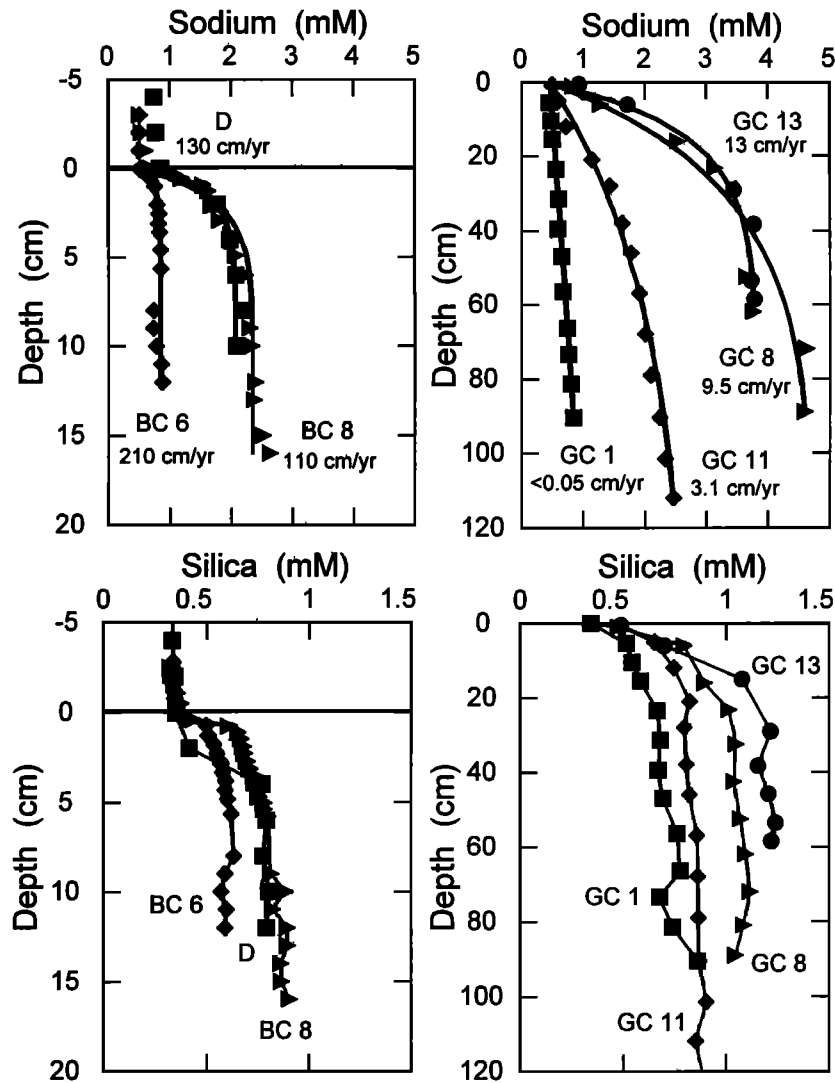 Sodium (mM)
0 1 2 3 4 5
-5
0
5
10
15
20
Depth (cm)
D
130 cm/yr
BC 6
210 cm/yr
BC 8
110 cm/yr
Sodium (mM)
0 1 2 3 4 5
0
20
40
60
80
100
120
Depth (cm)
GC 13
13 cm/yr
GC 8
9.5 cm/yr
GC 1
<0.05 cm/yr
GC 11
3.1 cm/yr
Silica (mM)
0 0.5 1 1.5
-5
0
5
10
15
20
Depth (cm)
BC 6
D
BC 8
Silica (mM)
0 0.5 1 1.5
0
20
40
60
80
100
120
Depth (cm)
GC 13
GC 1
GC 8
GC 11